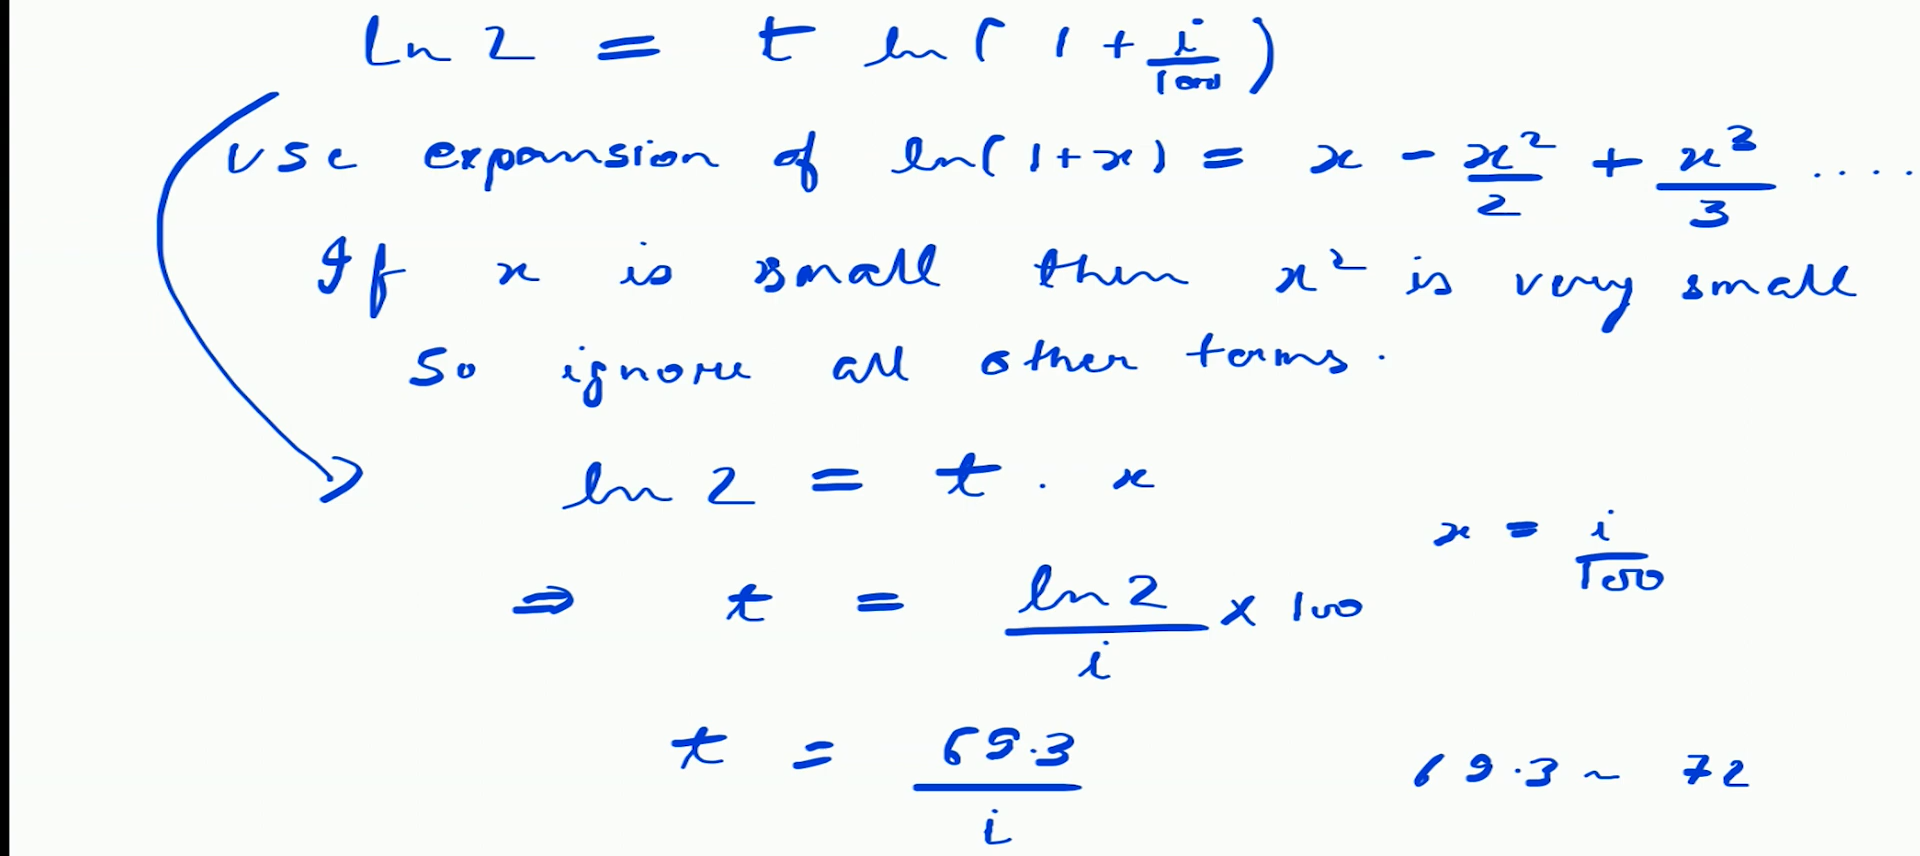 ln 2 = t ln ( 1 + i/100 )
use expansion of ln( 1 + x ) = x - x²/2 + x³/3 ....
If x is small then x² is very small
So ignore all other terms .
ln 2 = t . x
x = i/100
⇒ t = ln 2/i × 100
t = 69.3/i
69.3 ~ 72